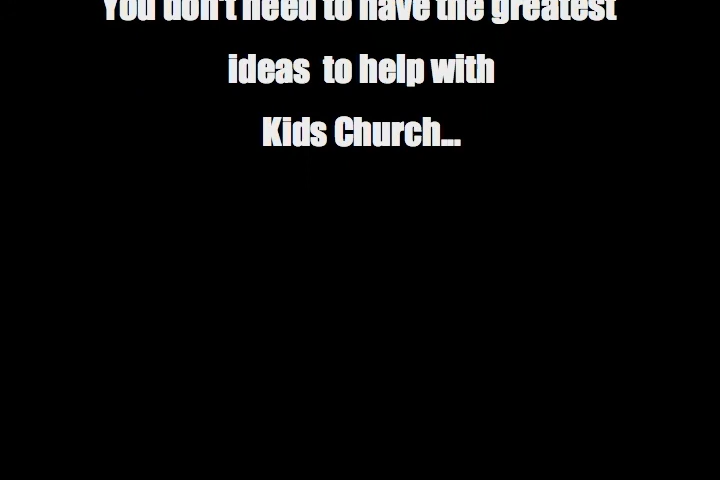 You don't need to have the greatest
ideas  to help with
Kids Church...